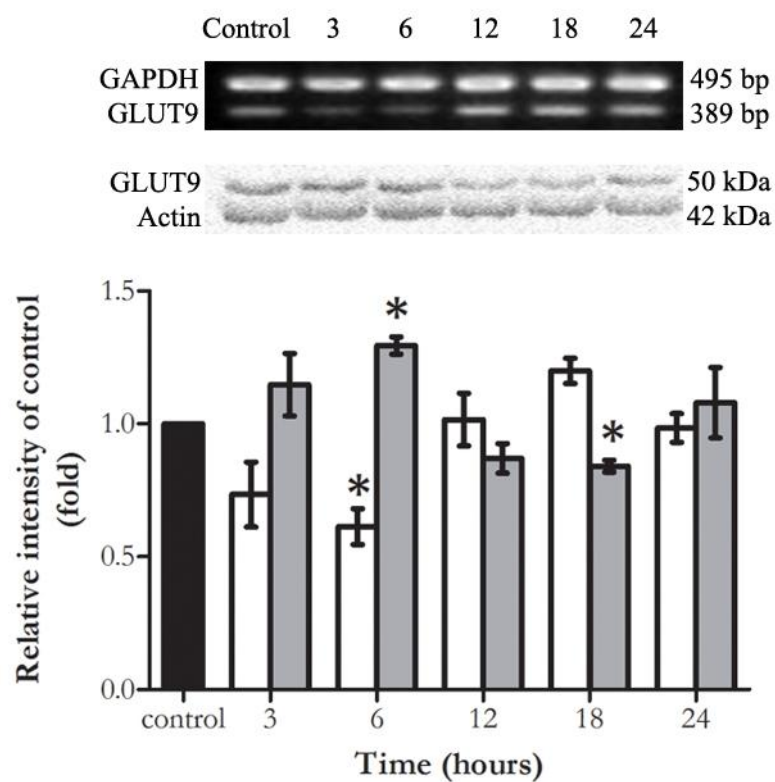 Control 3 6 12 18 24
GAPDH 495 bp
GLUT9 389 bp
GLUT9 50 kDa
Actin 42 kDa
Relative intensity of control
(fold)
1.5
*
1.0
*
*
0.5
0.0
control 3 6 12 18 24
Time (hours)